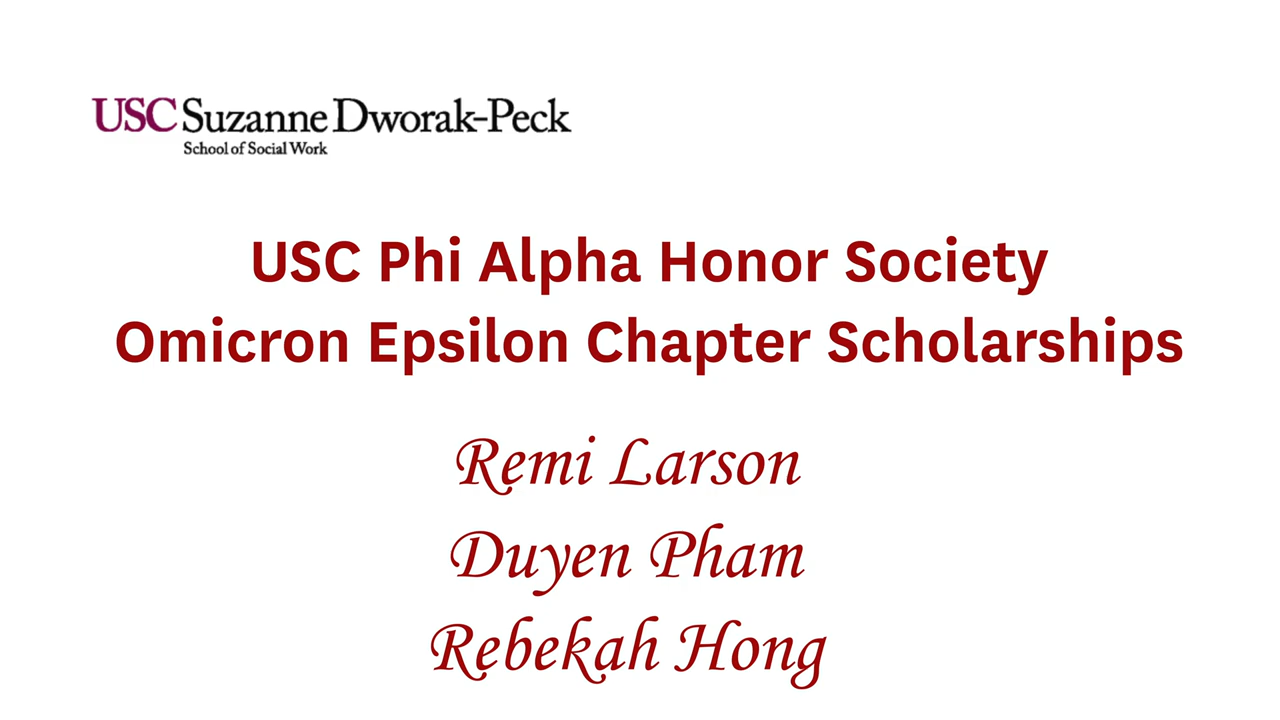 USC Suzanne Dworak-Peck
School of Social Work
USC Phi Alpha Honor Society
Omicron Epsilon Chapter Scholarships
Remi Larson
Duyen Pham
Rebekah Hong